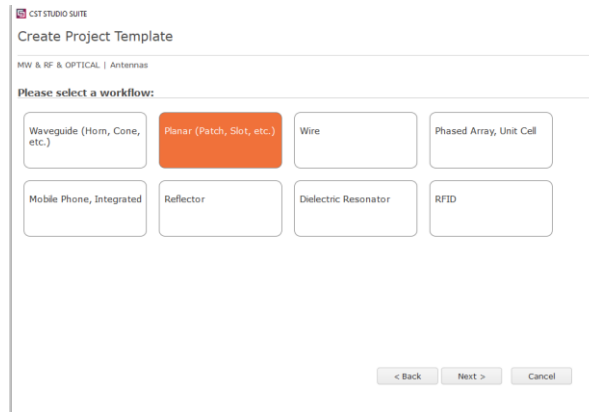 CST STUDIO SUITE
Create Project Template
MW & RF & OPTICAL | Antennas
Please select a workflow:
Waveguide (Horn, Cone,
etc.)
Planar (Patch, Slot, etc.)
Wire
Phased Array, Unit Cell
Mobile Phone, Integrated
Reflector
Dielectric Resonator
RFID
< Back
Next >
Cancel